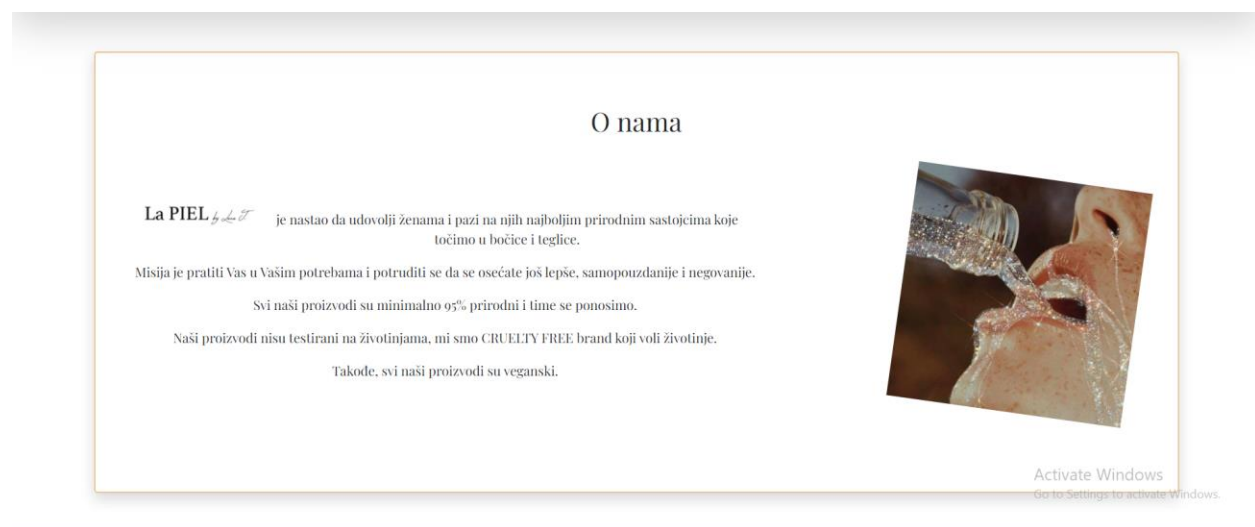 O nama
La PIEL by je nastao da udovolji ženama i pazi na njih najboljim prirodnim sastojcima koje
točimo u bočice i teglice.
Misija je pratiti Vas u Vašim potrebama i potruditi se da se osećate još lepše, samopouzdanije i negovanije.
Svi naši proizvodi su minimalno 95% prirodni i time se ponosimo.
Naši proizvodi nisu testirani na životinjama, mi smo CRUELTY FREE brand koji voli životinje.
Takođe, svi naši proizvodi su veganski.
Activate Windows
Go to Settings to activate Windows.